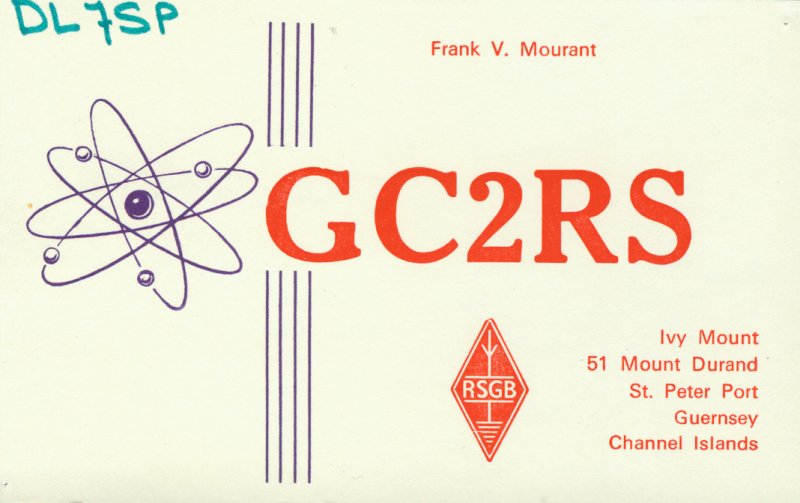 DL7SP
Frank V. Mourant
GC2RS
RSGB
Ivy Mount
51 Mount Durand
St. Peter Port
Guernsey
Channel Islands